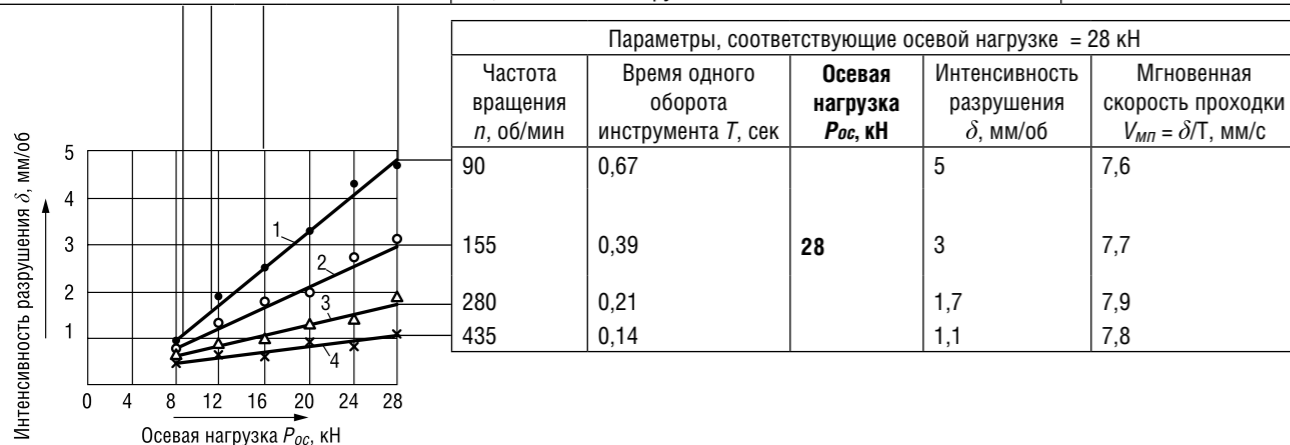 Параметры, соответствующие осевой нагрузке = 28 кН
Частота вращения n, об/мин
Время одного оборота инструмента T, сек
Осевая нагрузка Pос, кН
Интенсивность разрушения δ, мм/об
Мгновенная скорость проходки VМП = δ/T, мм/с
90 0,67 5 7,6
155 0,39 28 3 7,7
280 0,21 1,7 7,9
435 0,14 1,1 7,8
Интенсивность разрушения δ, мм/об
5
4
3
2
1
1
2
3
4
0 4 8 12 16 20 24 28
Осевая нагрузка PОС, кН